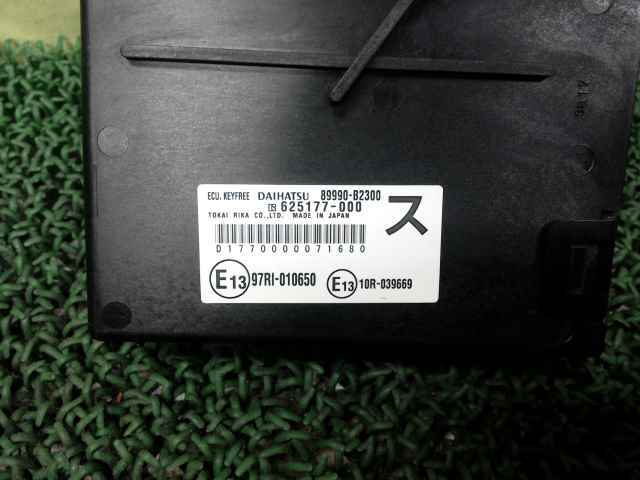 ECU. KEYFREE DAIHATSU 89990-B2300
625177-000
TOKAI RIKA CO.,LTD. MADE IN JAPAN
ス
D1770000071680
E13 97RI-010650 E13 10R-039669